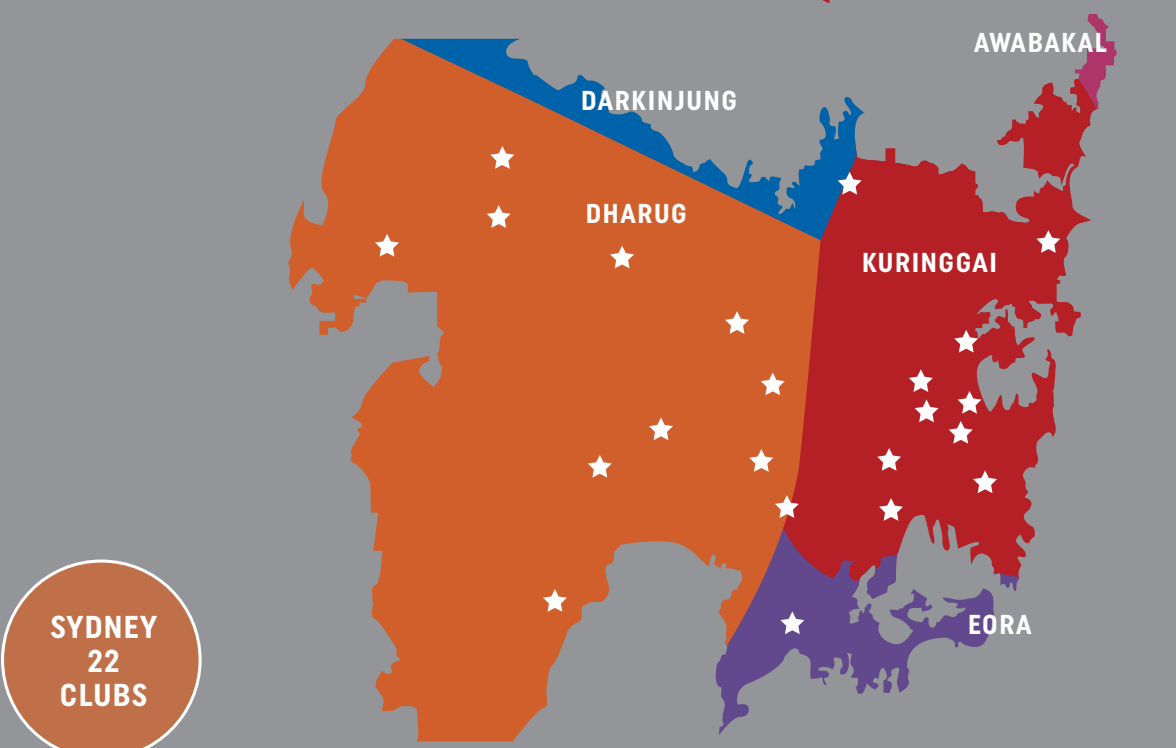 AWABAKAL
DARKINJUNG
DHARUG
KURINGGAI
EORA
SYDNEY
22
CLUBS